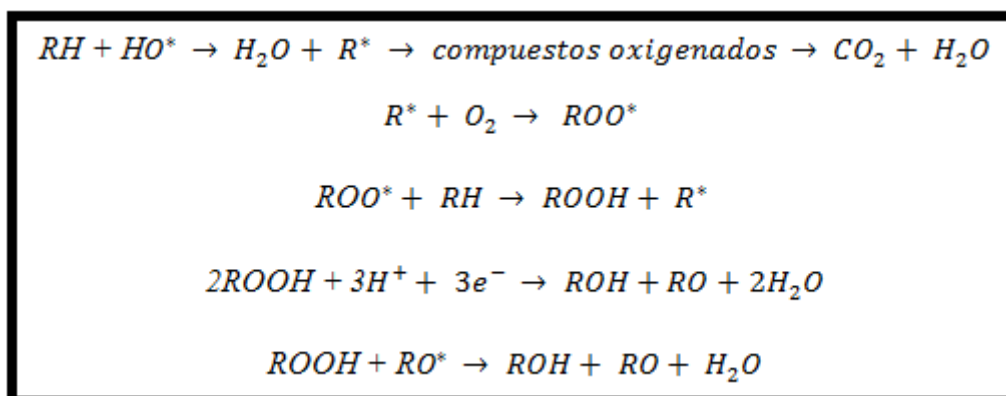 RH + HO* → H₂O + R* → compuestos oxigenados → CO₂ + H₂O
R* + O₂ → ROO*
ROO* + RH → ROOH + R*
2ROOH + 3H⁺ + 3e⁻ → ROH + RO + 2H₂O
ROOH + RO* → ROH + RO + H₂O